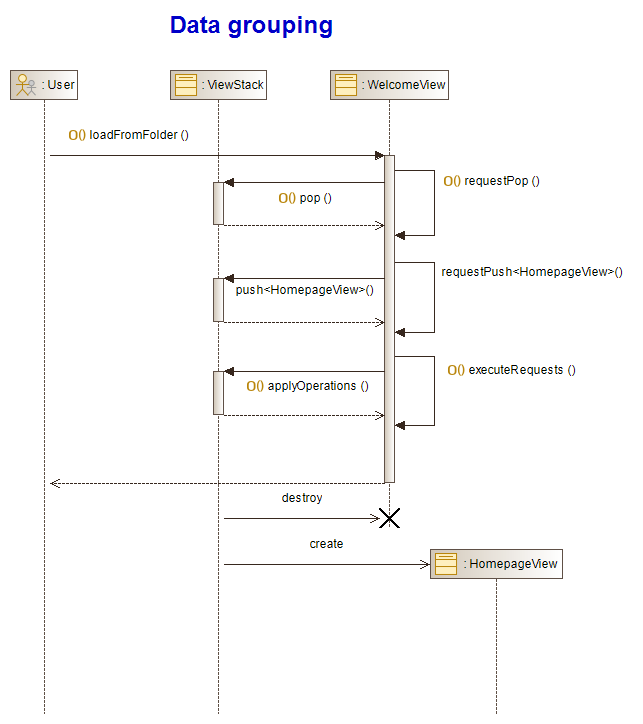 Data grouping
: User
: ViewStack
: WelcomeView
O() loadFromFolder ()
O() requestPop ()
O() pop ()
requestPush<HomepageView>()
push<HomepageView>()
O() executeRequests ()
O() applyOperations ()
destroy
create
: HomepageView